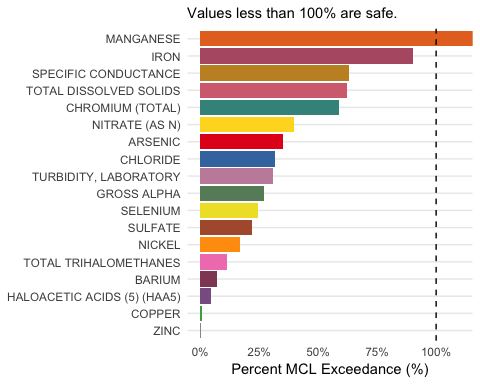 Values less than 100% are safe.
MANGANESE
IRON
SPECIFIC CONDUCTANCE
TOTAL DISSOLVED SOLIDS
CHROMIUM (TOTAL)
NITRATE (AS N)
ARSENIC
CHLORIDE
TURBIDITY, LABORATORY
GROSS ALPHA
SELENIUM
SULFATE
NICKEL
TOTAL TRIHALOMETHANES
BARIUM
HALOACETIC ACIDS (5) (HAA5)
COPPER
ZINC
0% 25% 50% 75% 100%
Percent MCL Exceedance (%)